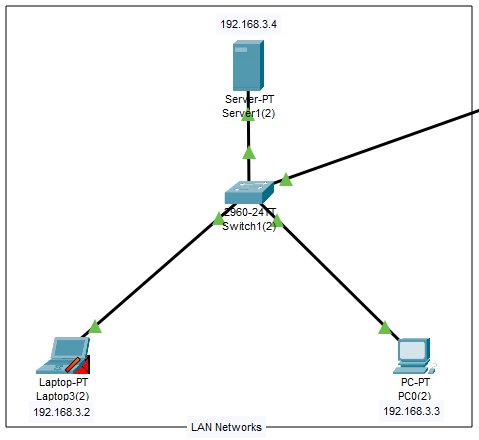 192.168.3.4
Server-PT
Server1(2)
2960-24TT
Switch1(2)
Laptop-PT
Laptop3(2)
192.168.3.2
PC-PT
PC0(2)
192.168.3.3
LAN Networks